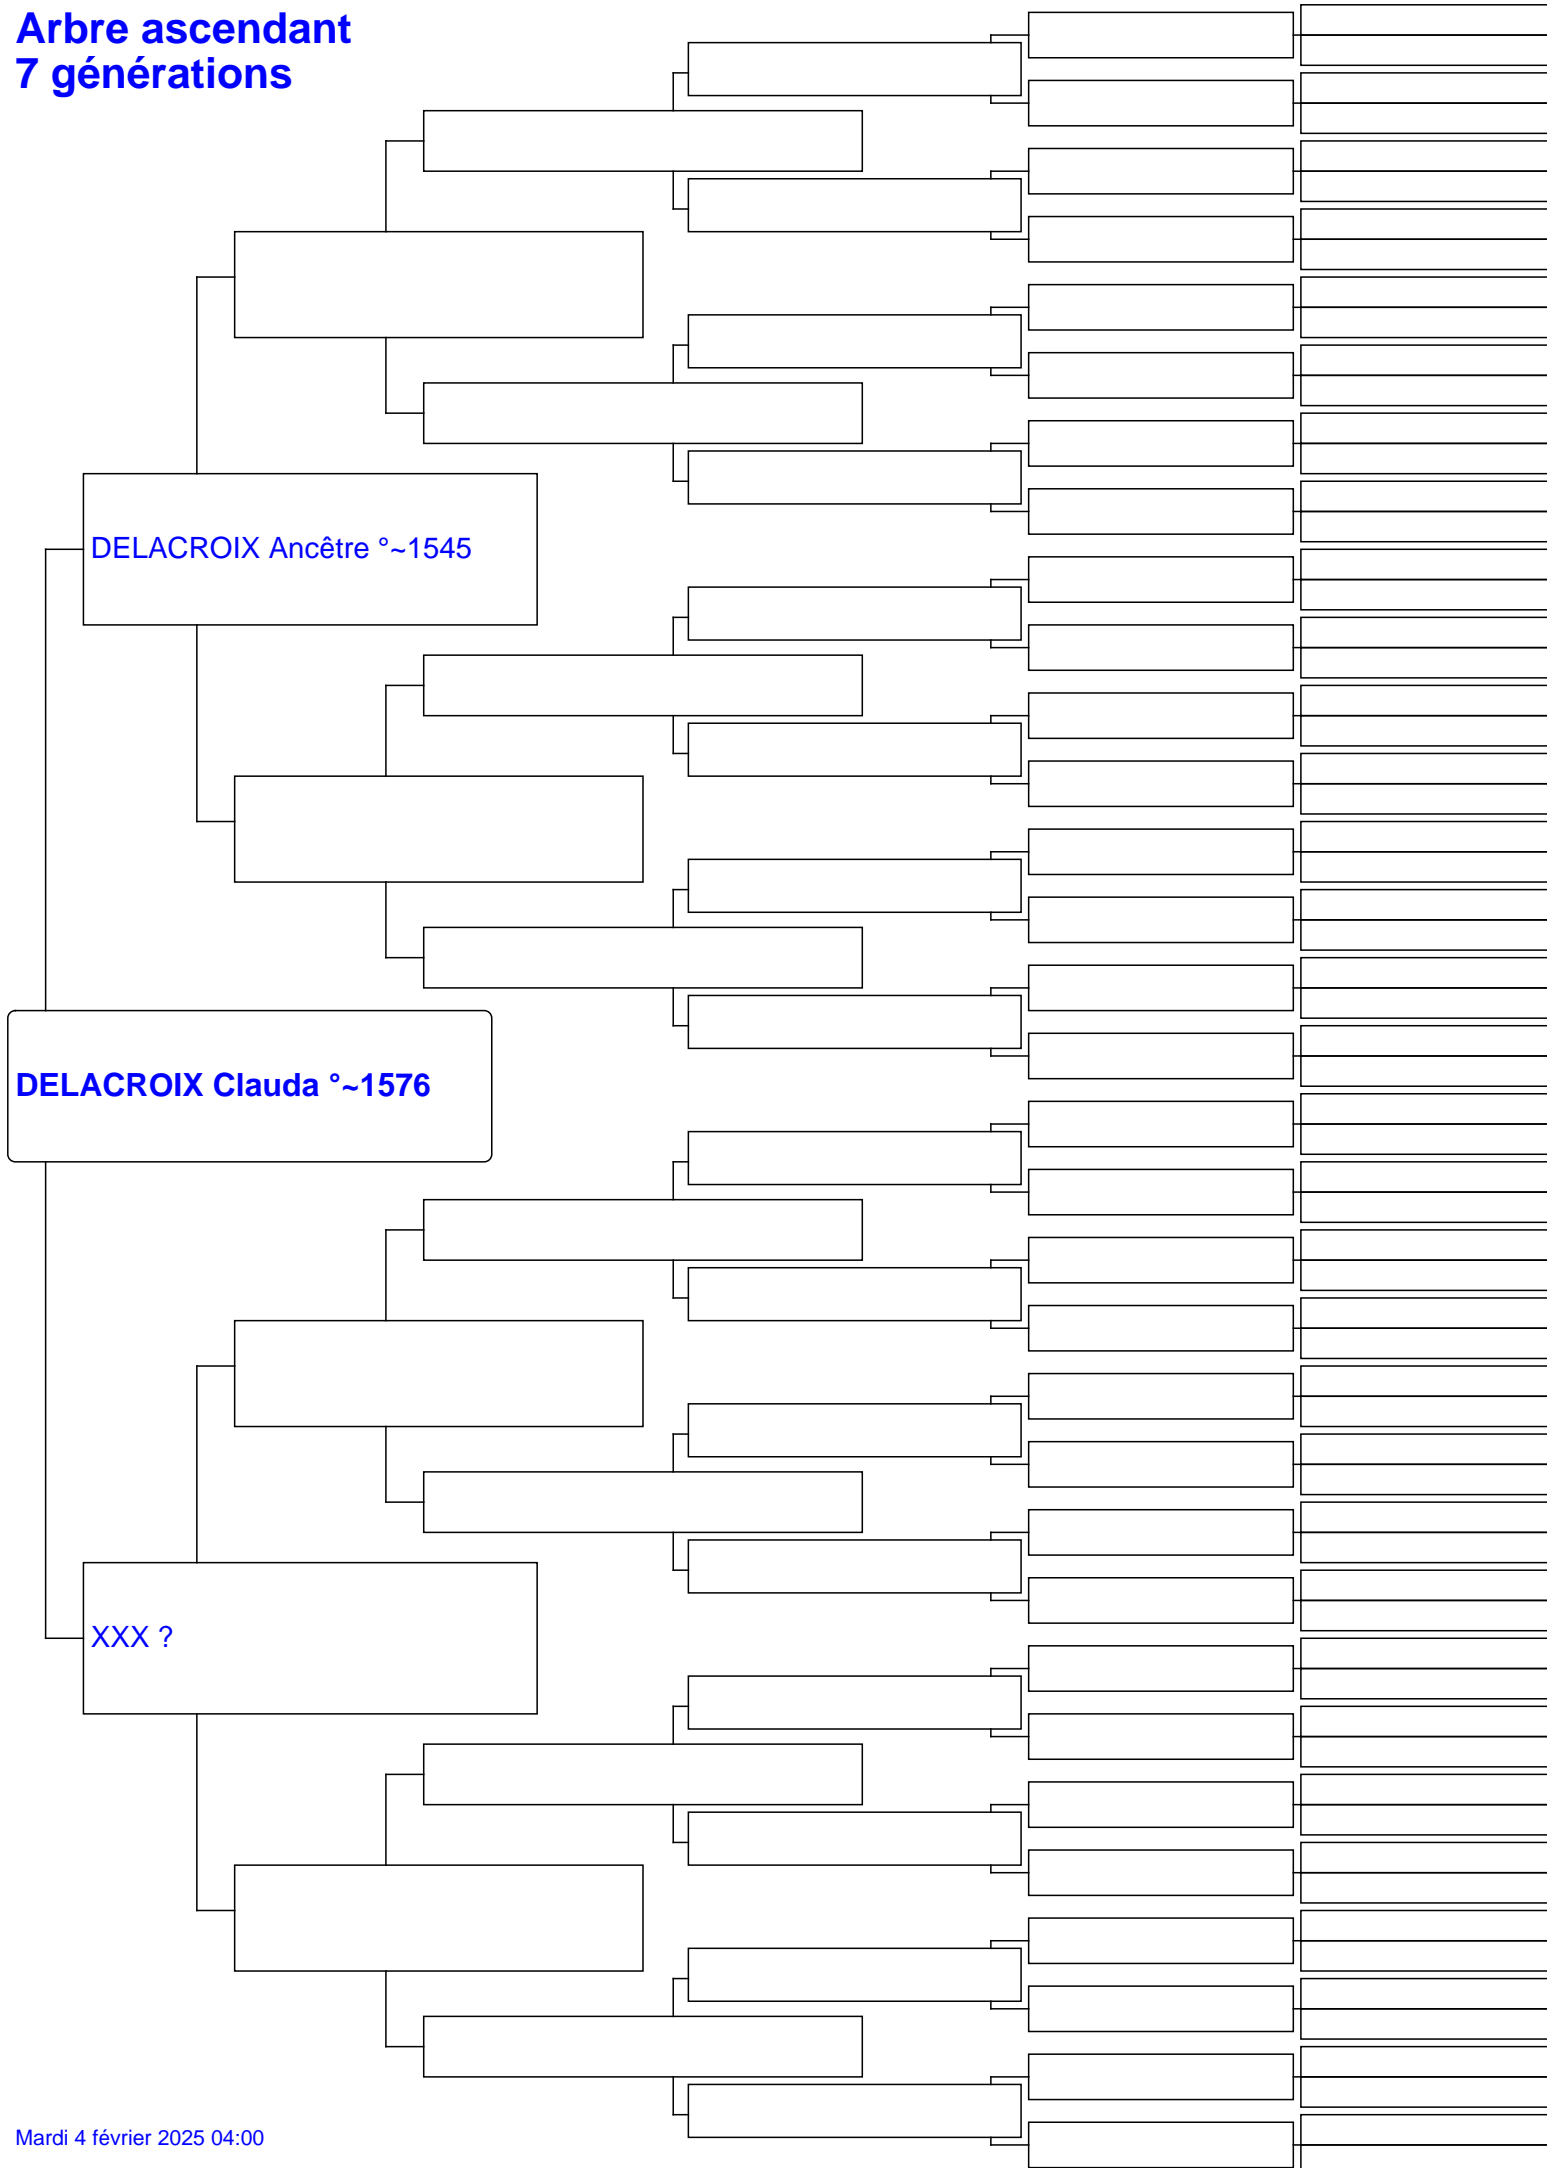 Arbre ascendant
7 générations
DELACROIX Ancêtre °~1545
DELACROIX Clauda °~1576
XXX ?
Mardi 4 février 2025 04:00